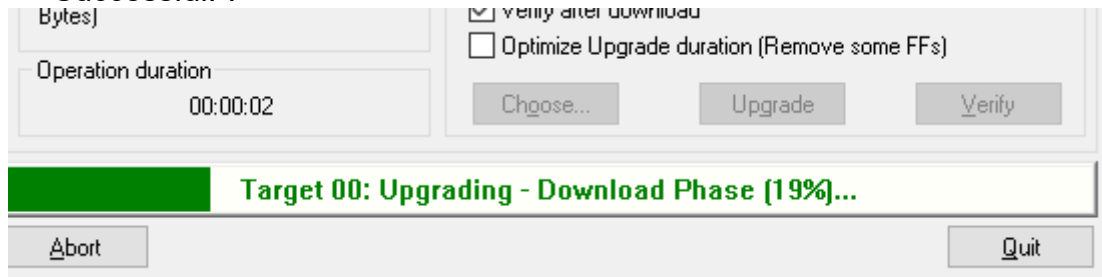 Bytes)
Verify after download
Optimize Upgrade duration (Remove some FFs)
Operation duration
00:00:02
Choose...
Upgrade
Verify
Target 00: Upgrading - Download Phase (19%)...
Abort
Quit